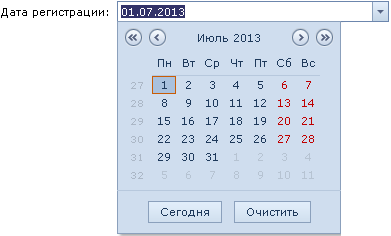 Дата регистрации: 01.07.2013
Июль 2013
Пн Вт Ср Чт Пт Сб Вс
27 1 2 3 4 5 6 7
28 8 9 10 11 12 13 14
29 15 16 17 18 19 20 21
30 22 23 24 25 26 27 28
31 29 30 31 1 2 3 4
32 5 6 7 8 9 10 11
Сегодня Очистить